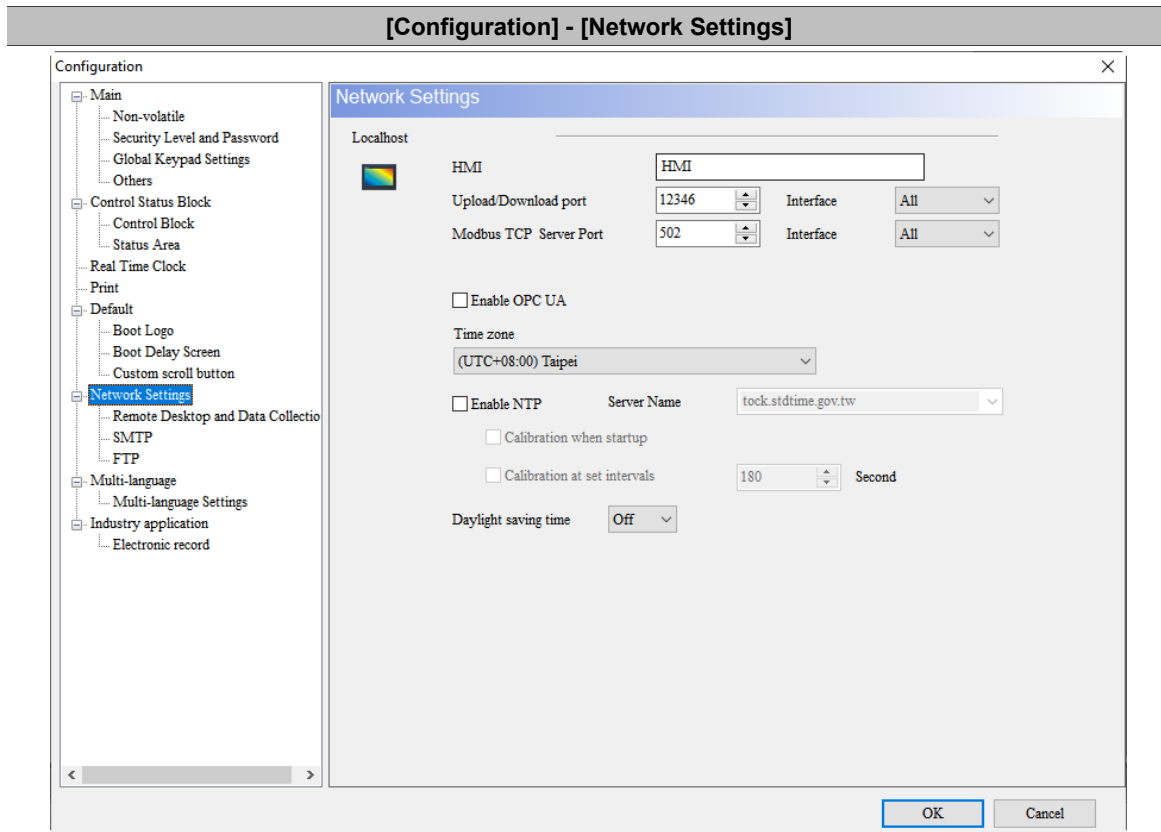 [Configuration] - [Network Settings]
Configuration
Main
Non-volatile
Security Level and Password
Global Keypad Settings
Others
Control Status Block
Control Block
Status Area
Real Time Clock
Print
Default
Boot Logo
Boot Delay Screen
Custom scroll button
Network Settings
Remote Desktop and Data Collectio
SMTP
FTP
Multi-language
Multi-language Settings
Industry application
Electronic record
Network Settings
Localhost
HMI HMI
Upload/Download port 12346 Interface All
Modbus TCP Server Port 502 Interface All
Enable OPC UA
Time zone
(UTC+08:00) Taipei
Enable NTP Server Name tock.stdtime.gov.tw
Calibration when startup
Calibration at set intervals 180 Second
Daylight saving time Off
OK Cancel